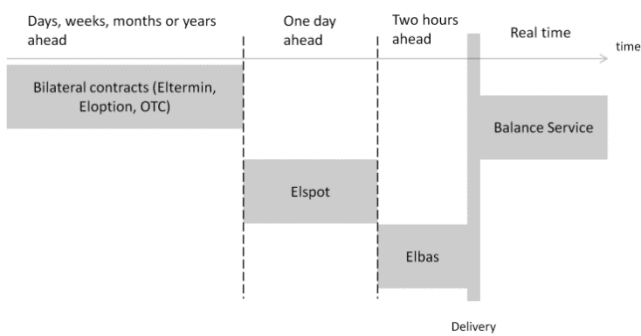 Days, weeks, months or years
ahead
One day
ahead
Two hours
ahead
Real time
time
Bilateral contracts (Eltermin,
Eloption, OTC)
Balance Service
Elspot
Elbas
Delivery